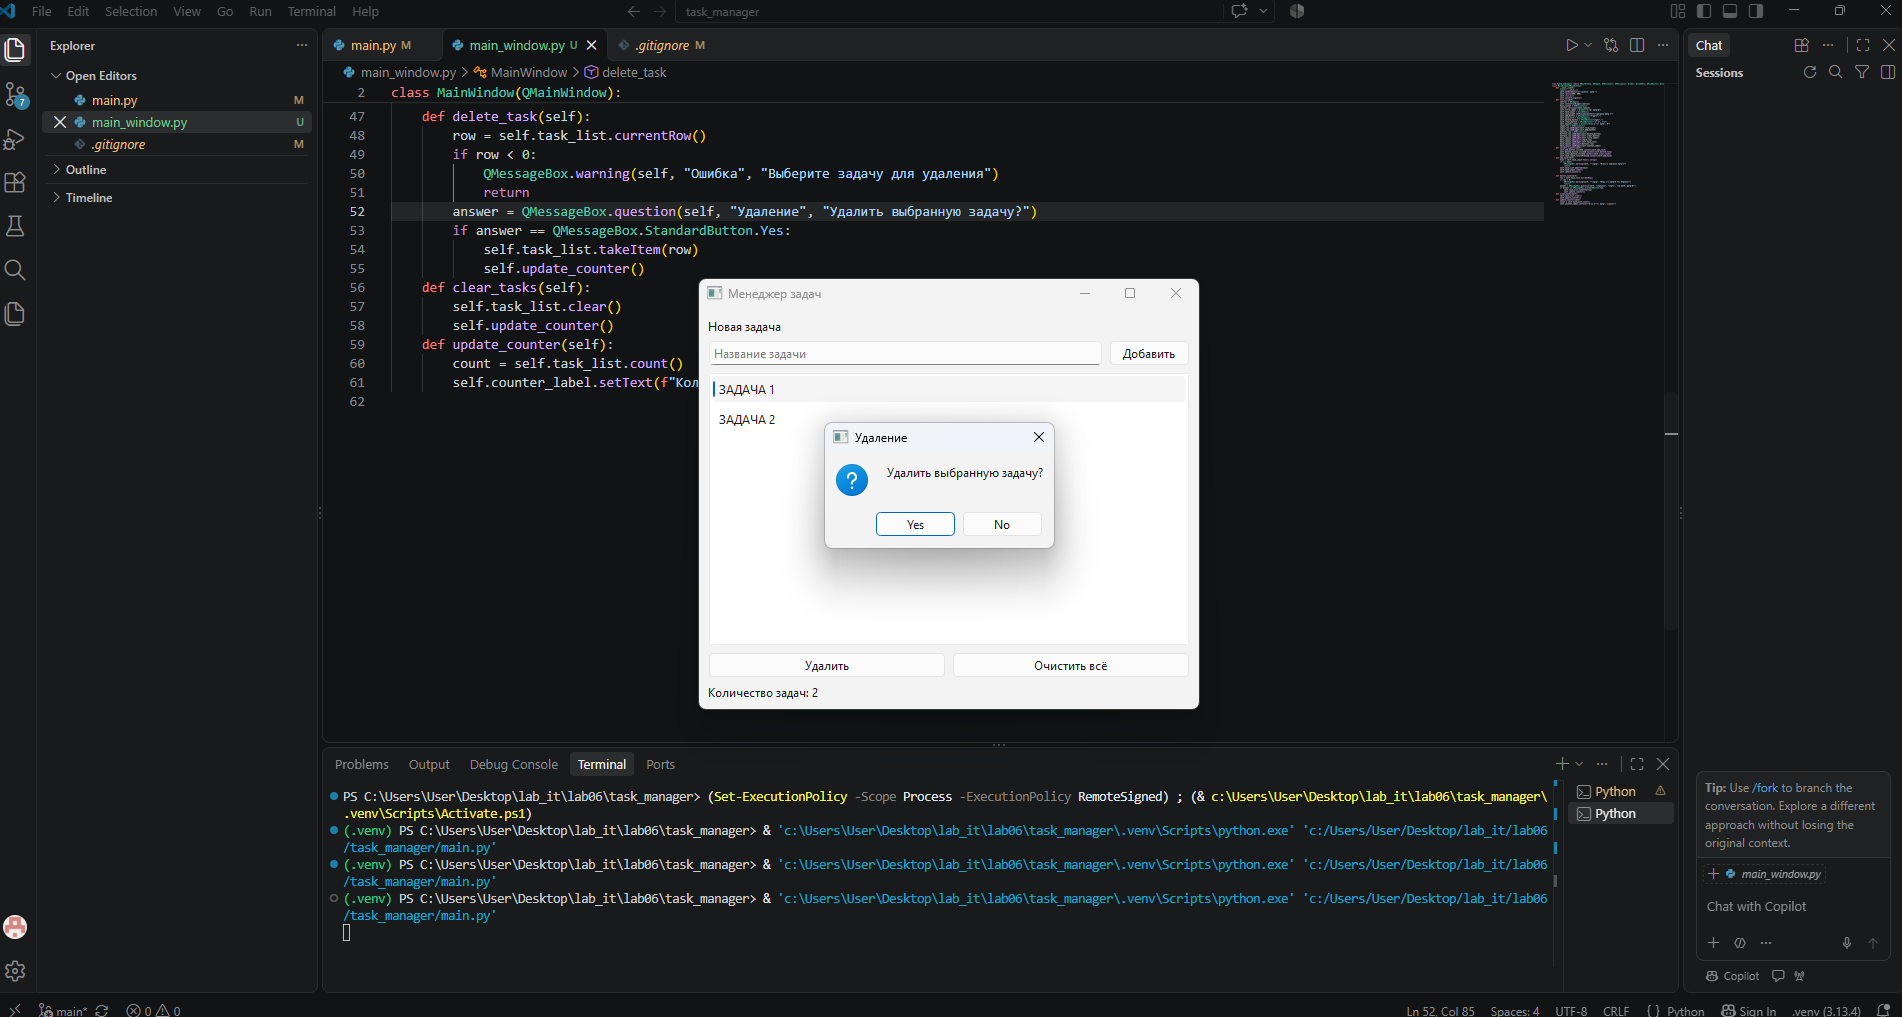 File Edit Selection View Go Run Terminal Help
task_manager
Explorer
Open Editors
main.py M
main_window.py U
.gitignore M
Outline
Timeline
7
main.py M
main_window.py U
.gitignore M
main_window.py > MainWindow > delete_task
2 class MainWindow(QMainWindow):
47 def delete_task(self):
48 row = self.task_list.currentRow()
49 if row < 0:
50 QMessageBox.warning(self, "Ошибка", "Выберите задачу для удаления")
51 return
52 answer = QMessageBox.question(self, "Удаление", "Удалить выбранную задачу?")
53 if answer == QMessageBox.StandardButton.Yes:
54 self.task_list.takeItem(row)
55 self.update_counter()
56 def clear_tasks(self):
57 self.task_list.clear()
58 self.update_counter()
59 def update_counter(self):
60 count = self.task_list.count()
61 self.counter_label.setText(f"Кол
62
Менеджер задач
Новая задача
Название задачи
Добавить
ЗАДАЧА 1
ЗАДАЧА 2
Удаление
Удалить выбранную задачу?
Yes No
Удалить Очистить всё
Количество задач: 2
Problems Output Debug Console Terminal Ports
PS C:\Users\User\Desktop\lab_it\lab06\task_manager> (Set-ExecutionPolicy -Scope Process -ExecutionPolicy RemoteSigned) ; (& c:\Users\User\Desktop\lab_it\lab06\task_manager\
.venv\Scripts\Activate.ps1)
(.venv) PS C:\Users\User\Desktop\lab_it\lab06\task_manager> & 'c:\Users\User\Desktop\lab_it\lab06\task_manager\.venv\Scripts\python.exe' 'c:/Users/User/Desktop/lab_it/lab06
/task_manager/main.py'
(.venv) PS C:\Users\User\Desktop\lab_it\lab06\task_manager> & 'c:\Users\User\Desktop\lab_it\lab06\task_manager\.venv\Scripts\python.exe' 'c:/Users/User/Desktop/lab_it/lab06
/task_manager/main.py'
(.venv) PS C:\Users\User\Desktop\lab_it\lab06\task_manager> & 'c:\Users\User\Desktop\lab_it\lab06\task_manager\.venv\Scripts\python.exe' 'c:/Users/User/Desktop/lab_it/lab06
/task_manager/main.py'
Python
Python
Chat
Sessions
Tip: Use /fork to branch the
conversation. Explore a different
approach without losing the
original context.
main_window.py
Chat with Copilot
Copilot
main* 0 0
Ln 52, Col 85 Spaces: 4 UTF-8 CRLF { } Python Sign In .venv (3.13.4)